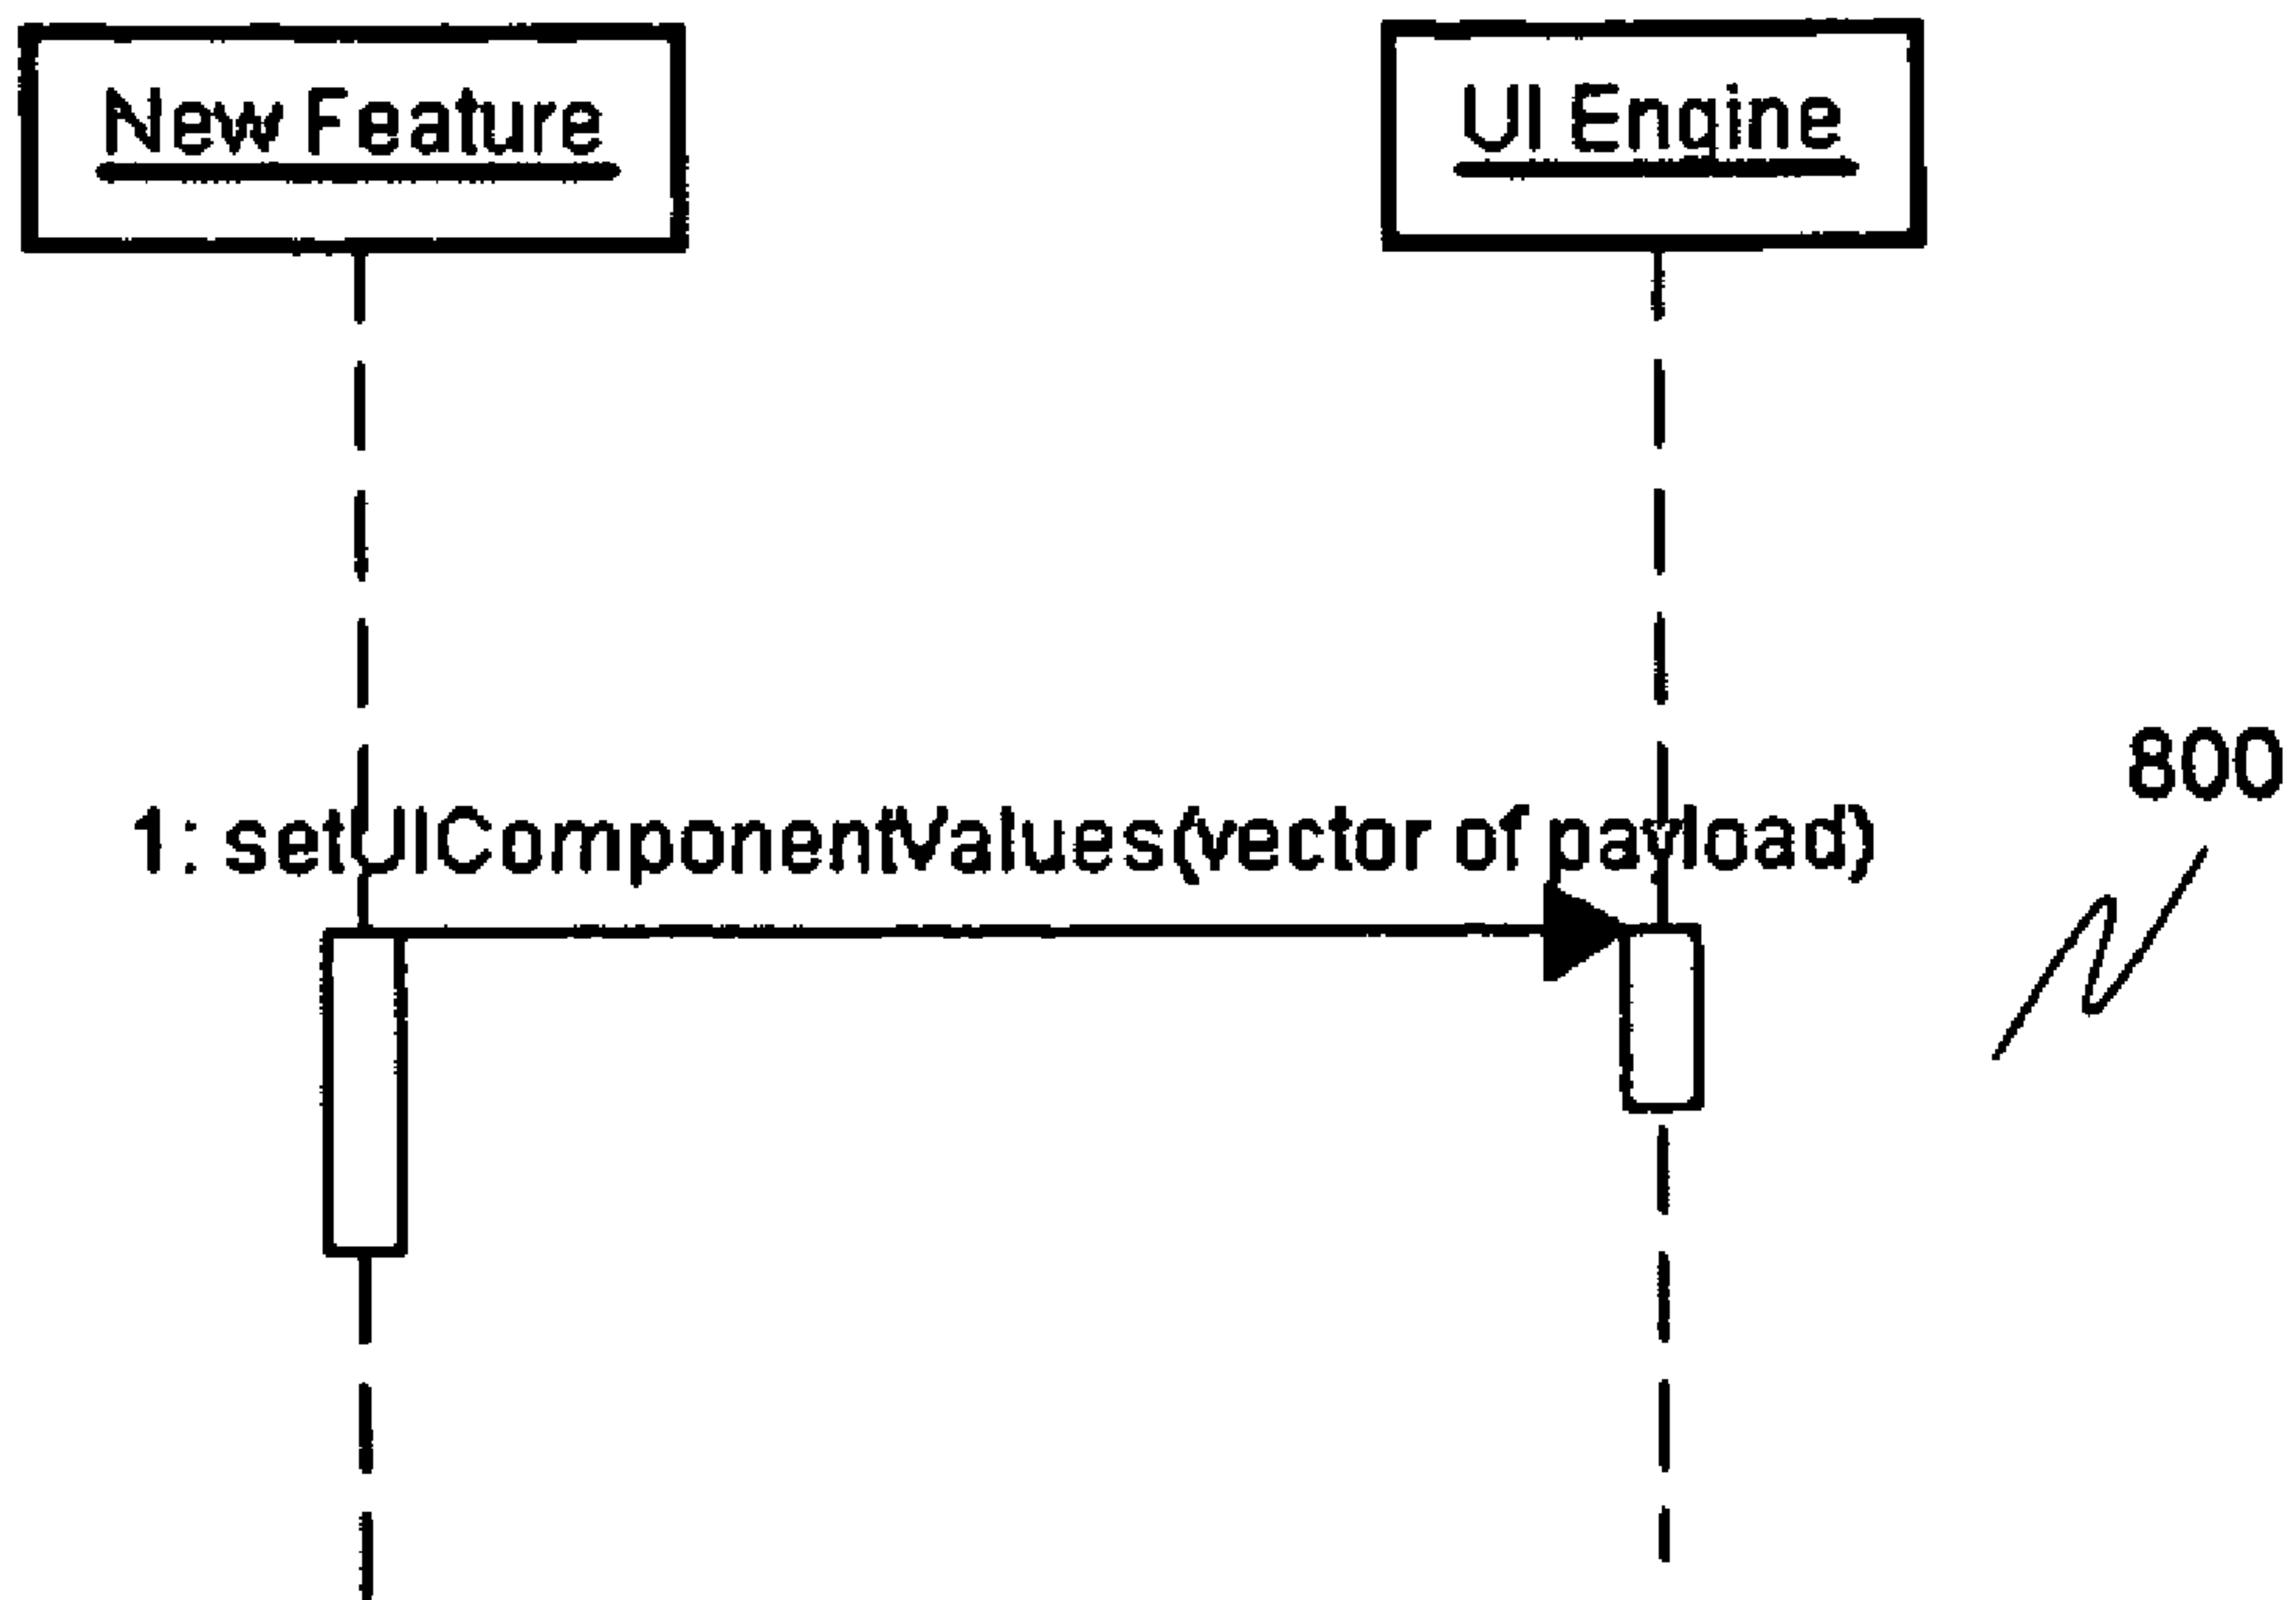 New Feature
UI Engine
800
1: setUIComponentValues(vector of payload)